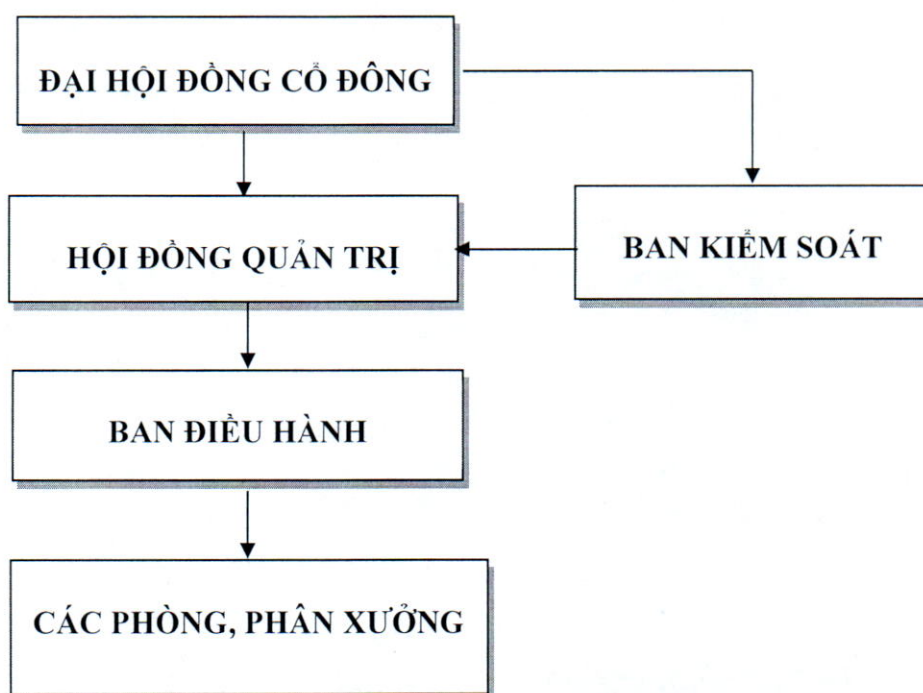 ĐẠI HỘI ĐỒNG CỔ ĐÔNG
HỘI ĐỒNG QUẢN TRỊ
BAN KIỂM SOÁT
BAN ĐIỀU HÀNH
CÁC PHÒNG, PHÂN XƯỞNG